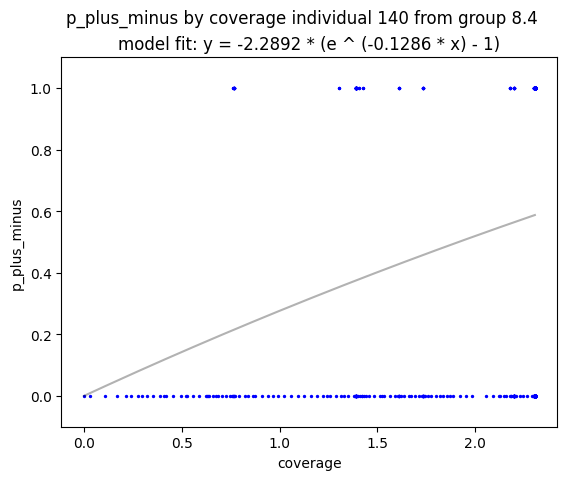 p_plus_minus by coverage individual 140 from group 8.4
model fit: y = -2.2892 * (e ^ (-0.1286 * x) - 1)
1.0
0.8
0.6
0.4
0.2
0.0
p_plus_minus
0.0 0.5 1.0 1.5 2.0
coverage